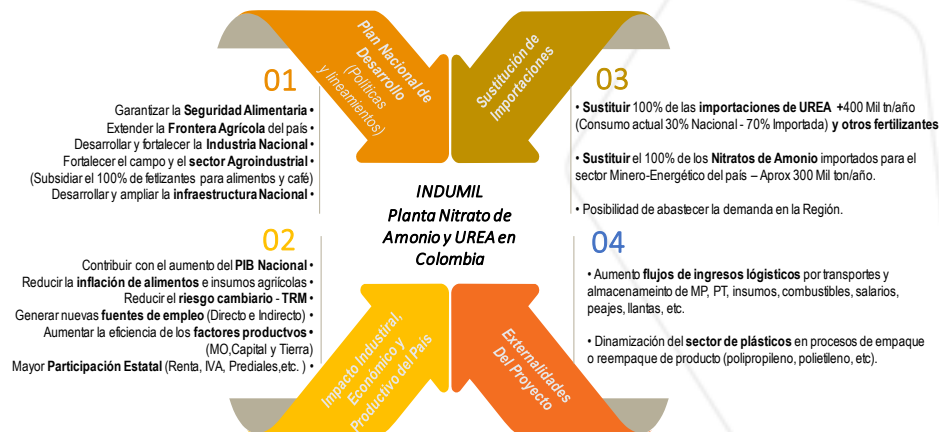 01
Plan Nacional de
Desarrollo
(Políticas
y lineamientos)
Garantizar la Seguridad Alimentaria •
Extender la Frontera Agrícola del país •
Desarrollar y fortalecer la Industria Nacional •
Fortalecer el campo y el sector Agroindustrial •
(Subsidiar el 100% de fetlizantes para alimentos y café)
Desarrollar y ampliar la infraestructura Nacional •
Sustitución de
Importaciones
03
• Sustituir 100% de las importaciones de UREA +400 Mil tn/año
(Consumo actual 30% Nacional - 70% Importada) y otros fertilizantes
• Sustituir el 100% de los Nitratos de Amonio importados para el
sector Minero-Energético del país – Aprox 300 Mil ton/año.
• Posibilidad de abastecer la demanda en la Región.
INDUMIL
Planta Nitrato de
Amonio y UREA en
Colombia
02
Contribuir con el aumento del PIB Nacional •
Reducir la inflación de alimentos e insumos agrícolas •
Reducir el riesgo cambiario - TRM •
Generar nuevas fuentes de empleo (Directo e Indirecto) •
Aumentar la eficiencia de los factores productvos •
(MO,Capital y Tierra)
Mayor Participación Estatal (Renta, IVA, Prediales,etc. ) •
Impacto Industiral,
Económico y
Productivo del País
04
• Aumento flujos de ingresos lógisticos por transportes y
almacenameinto de MP, PT, insumos, combustibles, salarios,
peajes, llantas, etc.
• Dinamización del sector de plásticos en procesos de empaque
o reempaque de producto (polipropileno, polietileno, etc).
Externalidades
Del Proyecto